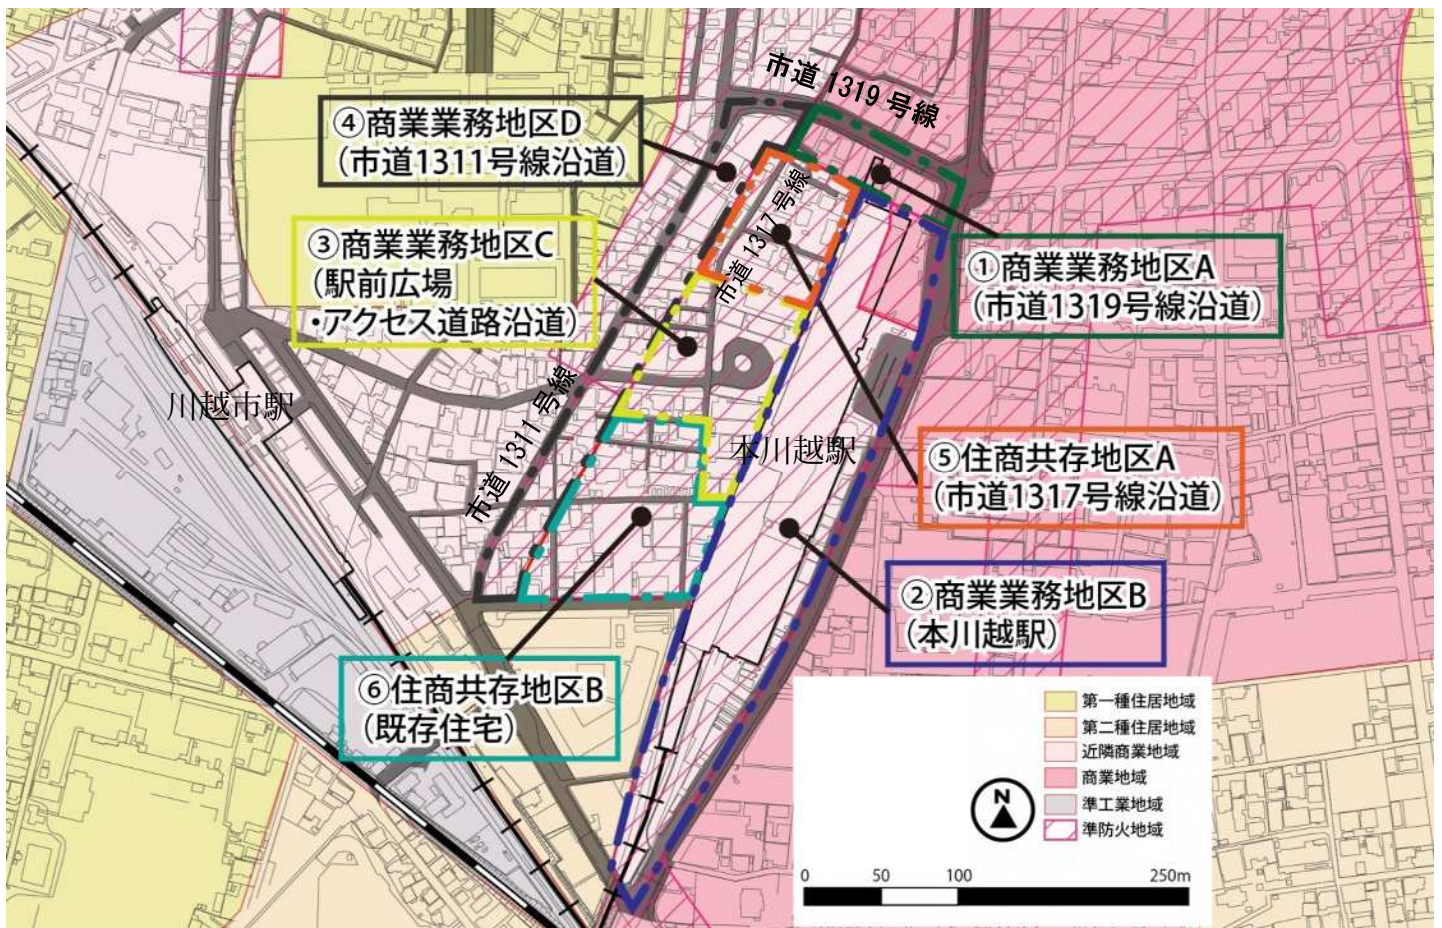 市道 1319 号線
④商業業務地区D
(市道1311号線沿道)
市道 1317 号線
③商業業務地区C
(駅前広場
・アクセス道路沿道)
①商業業務地区A
(市道1319号線沿道)
川越市駅
市道 1311 号線
本川越駅
⑤住商共存地区A
(市道1317号線沿道)
②商業業務地区B
(本川越駅)
⑥住商共存地区B
(既存住宅)
第一種住居地域
第二種住居地域
近隣商業地域
商業地域
準工業地域
準防火地域
N
0 50 100 250m